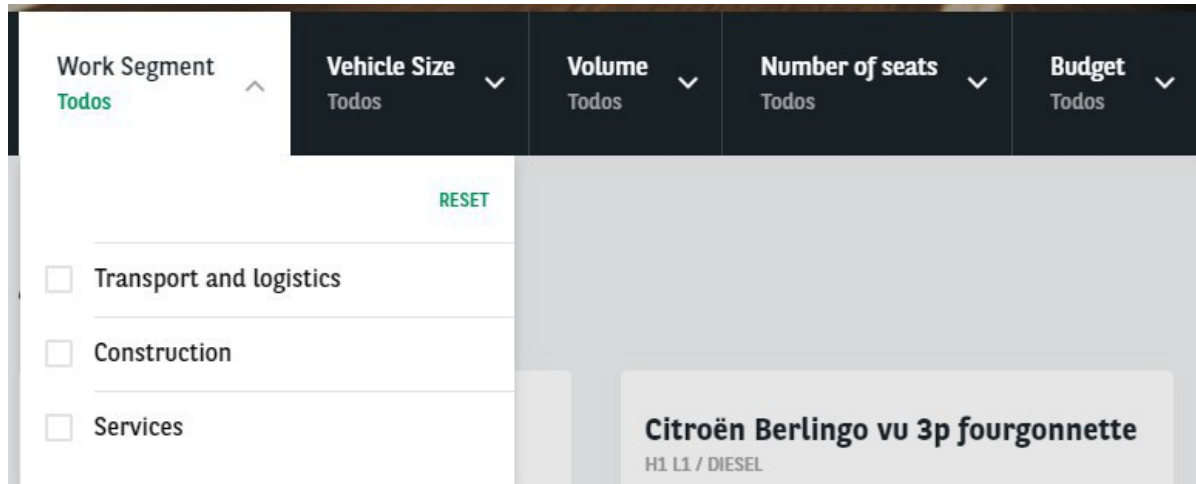 Work Segment
Todos
Vehicle Size
Todos
Volume
Todos
Number of seats
Todos
Budget
Todos
RESET
Transport and logistics
Construction
Services
Citroën Berlingo vu 3p fourgonnette
H1 L1 / DIESEL